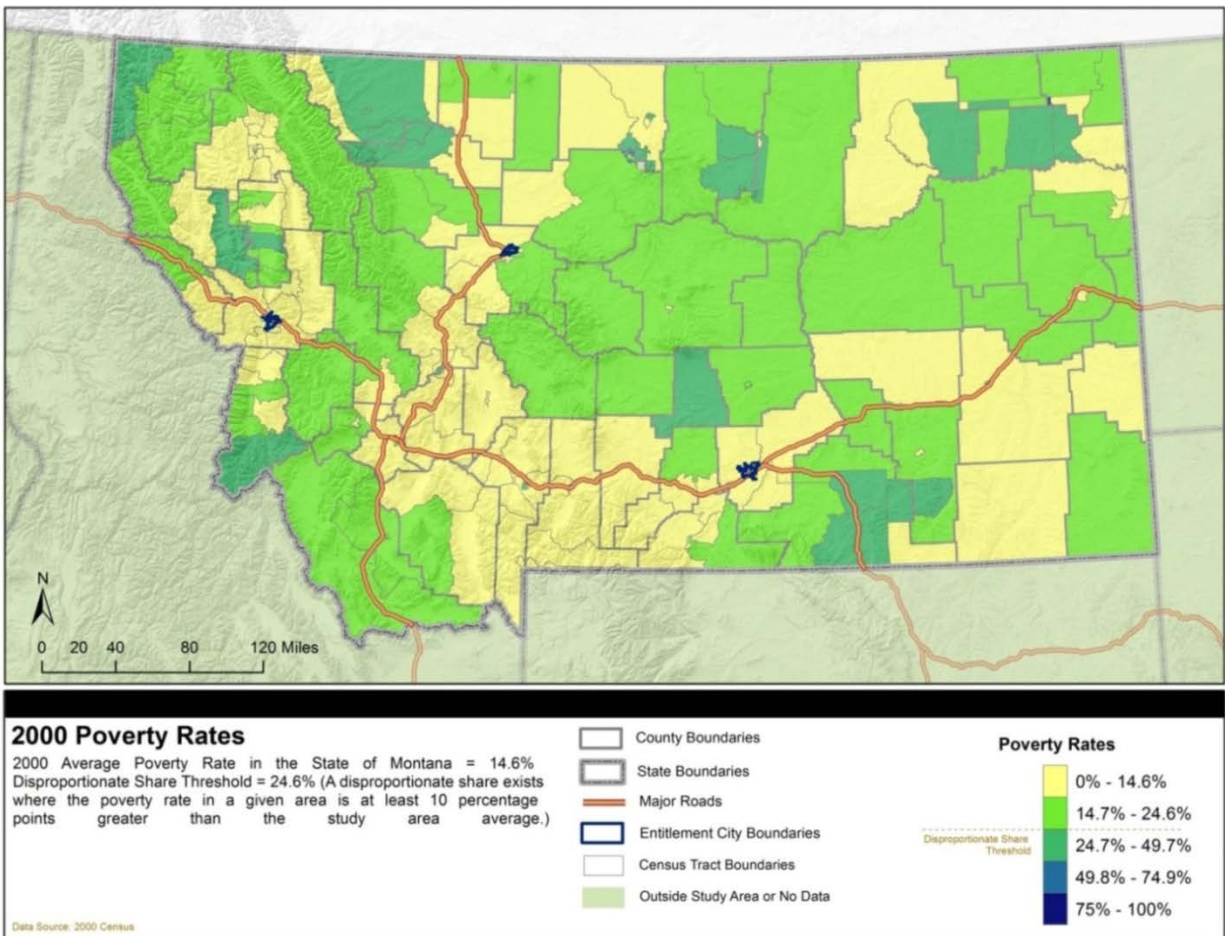 N
0 20 40 80 120 Miles
2000 Poverty Rates
2000 Average Poverty Rate in the State of Montana = 14.6%
Disproportionate Share Threshold = 24.6% (A disproportionate share exists
where the poverty rate in a given area is at least 10 percentage
points greater than the study area average.)
Data Source: 2000 Census
County Boundaries
State Boundaries
Major Roads
Entitlement City Boundaries
Census Tract Boundaries
Outside Study Area or No Data
Poverty Rates
0% - 14.6%
14.7% - 24.6%
Disproportionate Share
Threshold
24.7% - 49.7%
49.8% - 74.9%
75% - 100%